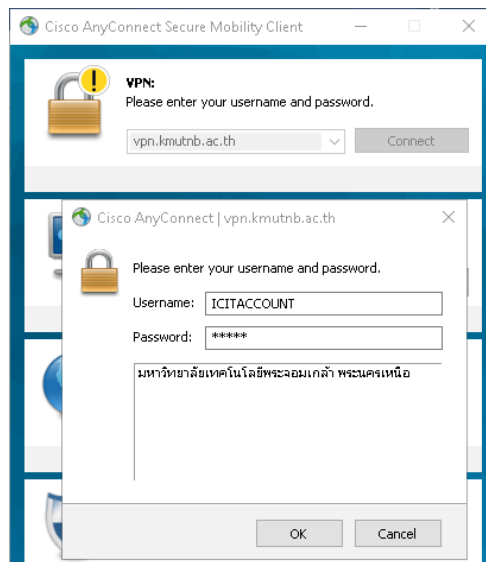 Cisco AnyConnect Secure Mobility Client
VPN:
Please enter your username and password.
vpn.kmutnb.ac.th
Connect
Cisco AnyConnect | vpn.kmutnb.ac.th
Please enter your username and password.
Username: ICITACCOUNT
Password: *****
มหาวิทยาลัยเทคโนโลยีพระจอมเกล้า พระนครเหนือ
OK Cancel